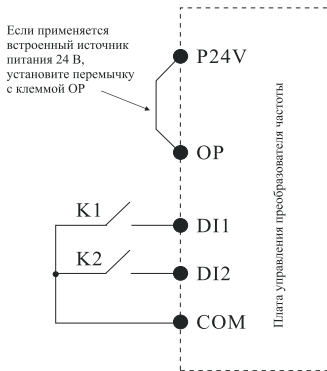 Если применяется
встроенный источник
питания 24 В,
установите перемычку
с клеммой OP
P24V
OP
K1
DI1
K2
DI2
COM
Плата управления преобразователя частоты